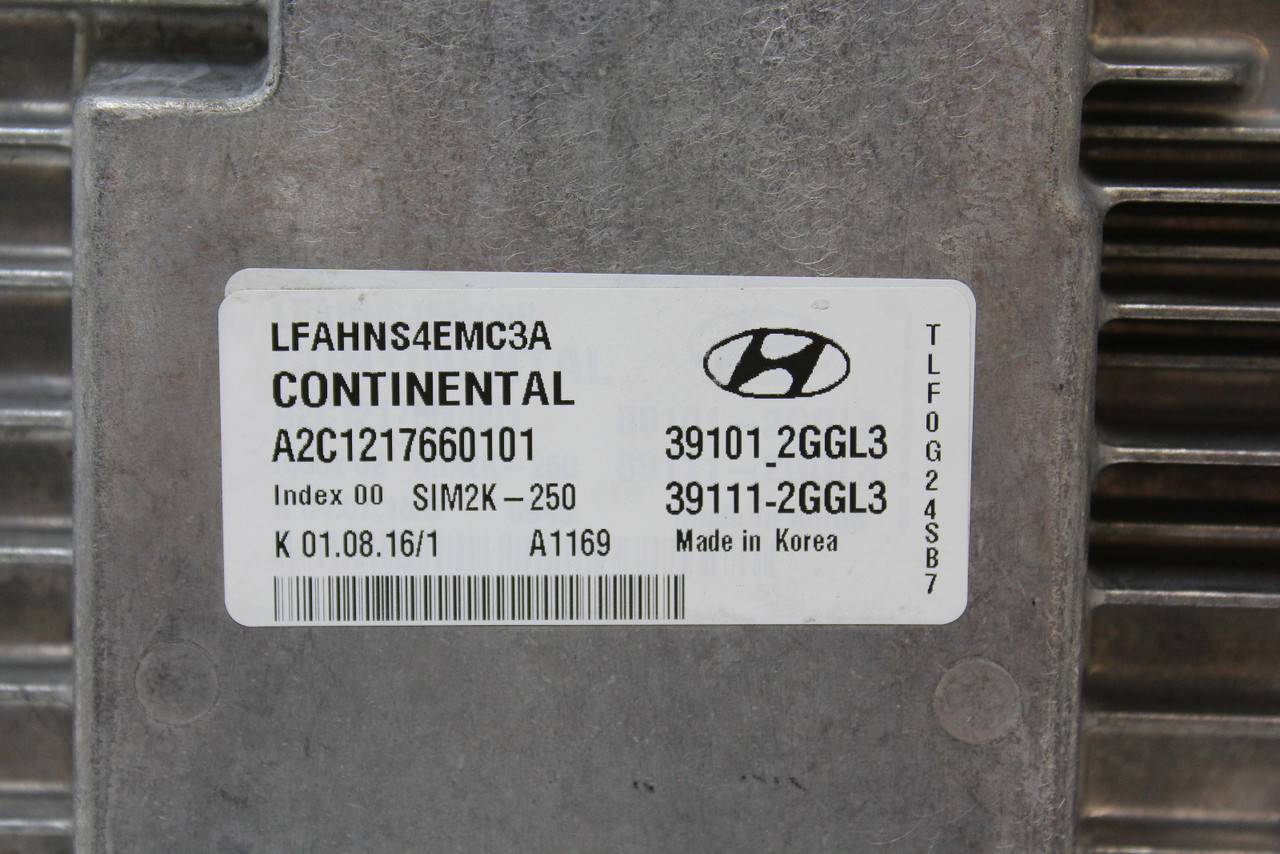 LFAHNS4EMC3A
CONTINENTAL
A2C1217660101
39101_2GGL3
Index 00 SIM2K-250
39111-2GGL3
K 01.08.16/1 A1169
Made in Korea
TLF0G24SB7